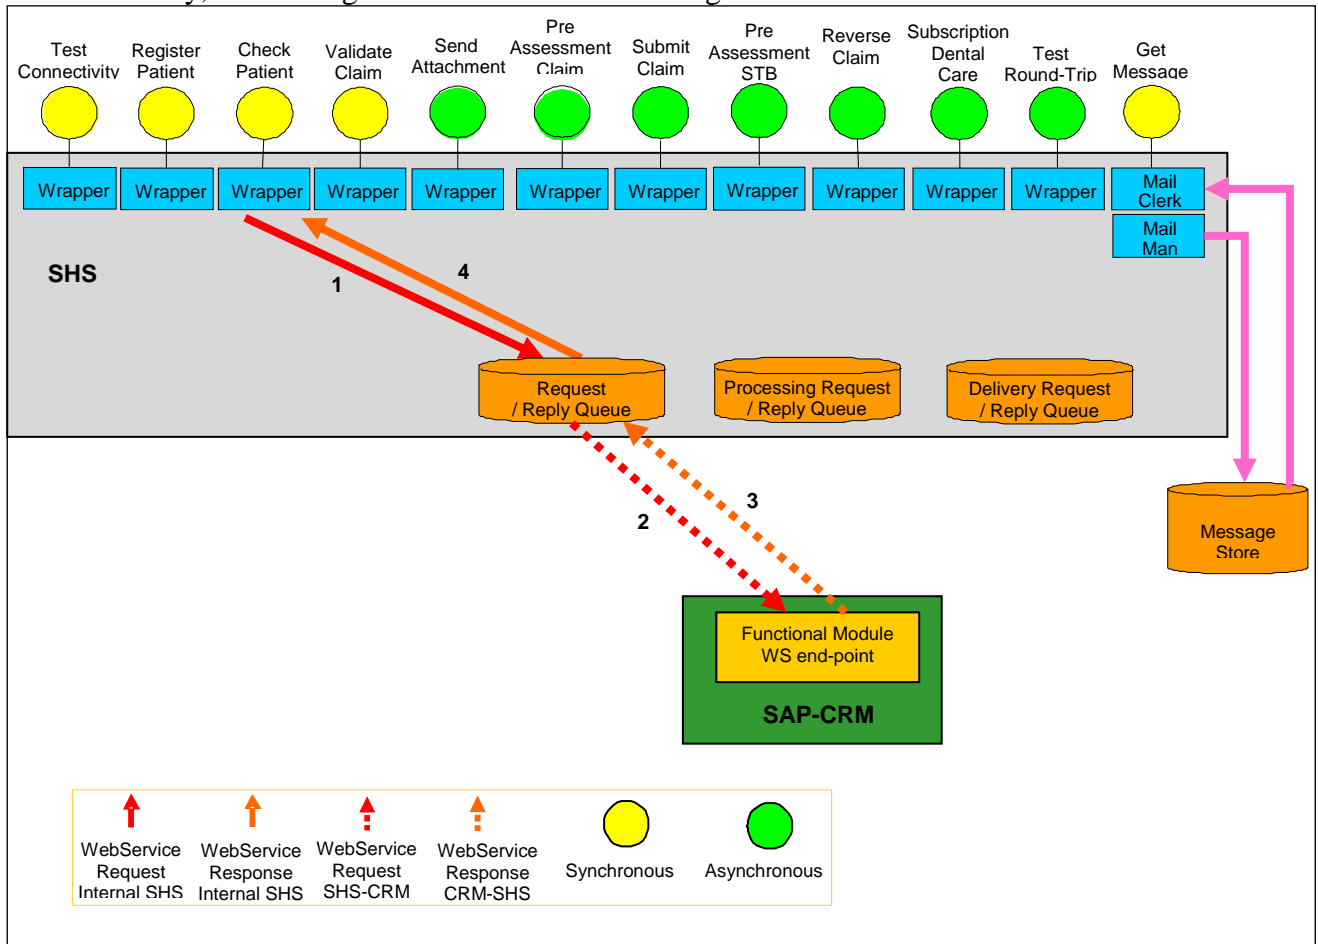 Test
Connectivity
Register
Patient
Check
Patient
Validate
Claim
Send
Attachment
Pre
Assessment
Claim
Submit
Claim
Pre
Assessment
STB
Reverse
Claim
Subscription
Dental
Care
Test
Round-Trip
Get
Message
Wrapper
Wrapper
Wrapper
Wrapper
Wrapper
Wrapper
Wrapper
Wrapper
Wrapper
Wrapper
Wrapper
Mail
Clerk
Mail
Man
SHS
1
4
Request
/ Reply Queue
Processing Request
/ Reply Queue
Delivery Request
/ Reply Queue
2
3
Message
Store
Functional Module
WS end-point
SAP-CRM
WebService
Request
Internal SHS
WebService
Response
Internal SHS
WebService
Request
SHS-CRM
WebService
Response
CRM-SHS
Synchronous
Asynchronous